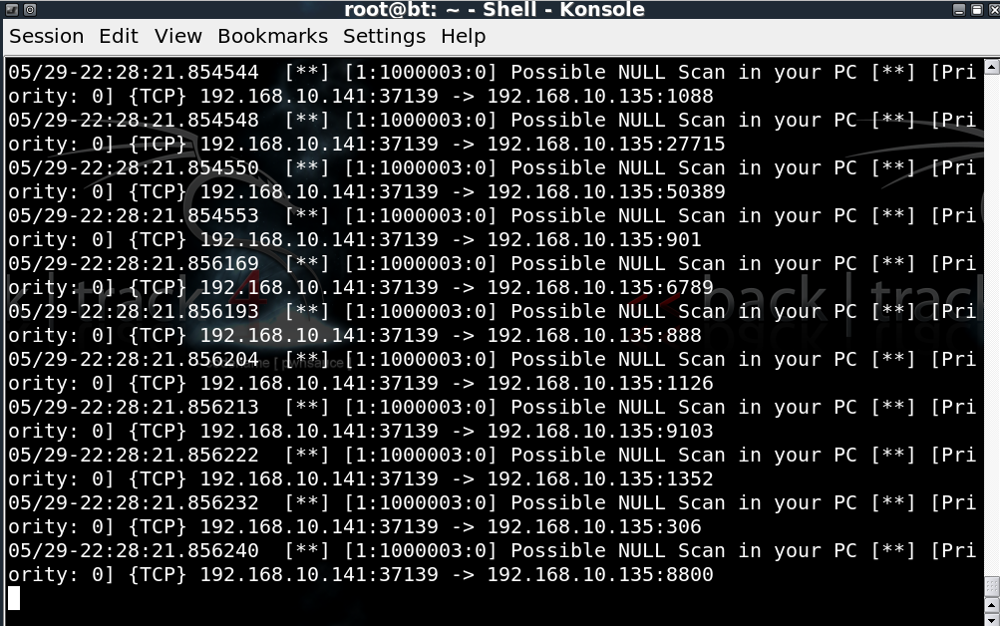 root@bt: ~ - Shell - Konsole
Session Edit View Bookmarks Settings Help
05/29-22:28:21.854544  [**] [1:1000003:0] Possible NULL Scan in your PC [**] [Pri
ority: 0] {TCP} 192.168.10.141:37139 -> 192.168.10.135:1088
05/29-22:28:21.854548  [**] [1:1000003:0] Possible NULL Scan in your PC [**] [Pri
ority: 0] {TCP} 192.168.10.141:37139 -> 192.168.10.135:27715
05/29-22:28:21.854550  [**] [1:1000003:0] Possible NULL Scan in your PC [**] [Pri
ority: 0] {TCP} 192.168.10.141:37139 -> 192.168.10.135:50389
05/29-22:28:21.854553  [**] [1:1000003:0] Possible NULL Scan in your PC [**] [Pri
ority: 0] {TCP} 192.168.10.141:37139 -> 192.168.10.135:901
05/29-22:28:21.856169  [**] [1:1000003:0] Possible NULL Scan in your PC [**] [Pri
ority: 0] {TCP} 192.168.10.141:37139 -> 192.168.10.135:6789
05/29-22:28:21.856193  [**] [1:1000003:0] Possible NULL Scan in your PC [**] [Pri
ority: 0] {TCP} 192.168.10.141:37139 -> 192.168.10.135:888
05/29-22:28:21.856204  [**] [1:1000003:0] Possible NULL Scan in your PC [**] [Pri
ority: 0] {TCP} 192.168.10.141:37139 -> 192.168.10.135:1126
05/29-22:28:21.856213  [**] [1:1000003:0] Possible NULL Scan in your PC [**] [Pri
ority: 0] {TCP} 192.168.10.141:37139 -> 192.168.10.135:9103
05/29-22:28:21.856222  [**] [1:1000003:0] Possible NULL Scan in your PC [**] [Pri
ority: 0] {TCP} 192.168.10.141:37139 -> 192.168.10.135:1352
05/29-22:28:21.856232  [**] [1:1000003:0] Possible NULL Scan in your PC [**] [Pri
ority: 0] {TCP} 192.168.10.141:37139 -> 192.168.10.135:306
05/29-22:28:21.856240  [**] [1:1000003:0] Possible NULL Scan in your PC [**] [Pri
ority: 0] {TCP} 192.168.10.141:37139 -> 192.168.10.135:8800
k | track 4
<< back | track